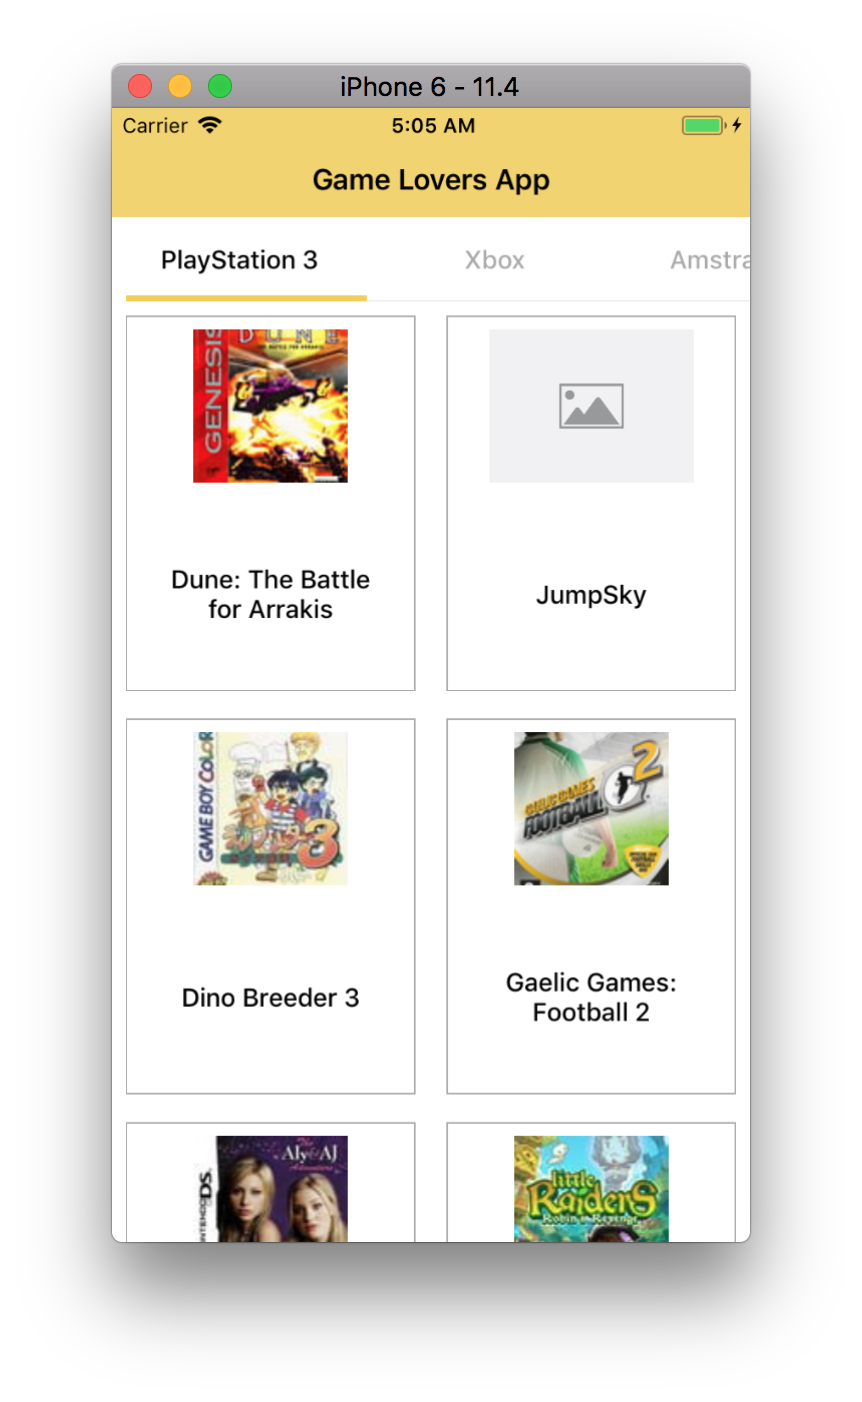 iPhone 6 - 11.4
Carrier
5:05 AM
Game Lovers App
PlayStation 3
Xbox
Amstra
GENESIS
DUNE
THE BATTLE FOR ARRAKIS
Dune: The Battle
for Arrakis
JumpSky
GAME BOY COLOR
3
Dino Breeder 3
GAELIC GAMES
FOOTBALL
2
Gaelic Games:
Football 2
NINTENDO DS
The
Aly & AJ
Adventure
little
Raiders
Robin's Revenge